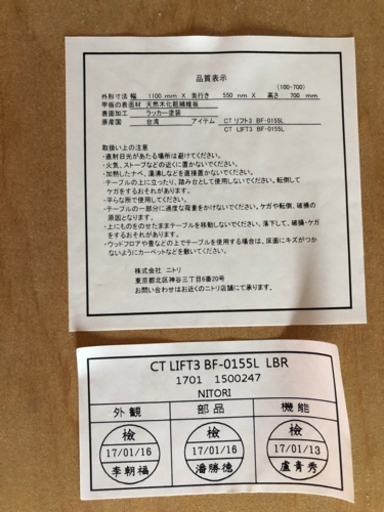 品質表示
(100-700)
外形寸法 幅 1100 mm X 奥行き 550 mm X 高さ 700 mm
甲板の表面材 天然木化粧繊維板
表面加工 ラッカー塗装
原産国 台湾 アイテム CT リフト3 BF-0155L
CT LIFT3 BF-0155L
取扱い上の注意
・直射日光があたる場所は避けてください。
・火気、ストーブなどの近くに置かないでください。
・加熱したナベ、湯沸しなどを直接置かないでください。
・テーブルの上に立ったり、踏み台として使用しないでください。転倒して
ケガをするおそれがあります。
・平らな所で使用してください。
・テーブルの一部分に過度な荷重をかけないでください。ケガや転倒、破損の
原因となります。
・上にものをのせたままテーブルを移動しないでください。落下して、破損・ケガ
をするおそれがあります。
・ウッドフロアや畳などの上でテーブルを使用する場合は、床面にキズがつか
ないようにカーペットなどを敷いてください。
株式会社 ニトリ
東京都北区神谷三丁目6番20号
お問い合わせはお近くのニトリ店舗にて承ります。
CT LIFT3 BF-0155L LBR
1701 1500247
NITORI
外観 部品 機能
檢 檢 檢
17/01/16 17/01/16 17/01/13
李朝福 潘勝德 盧青秀